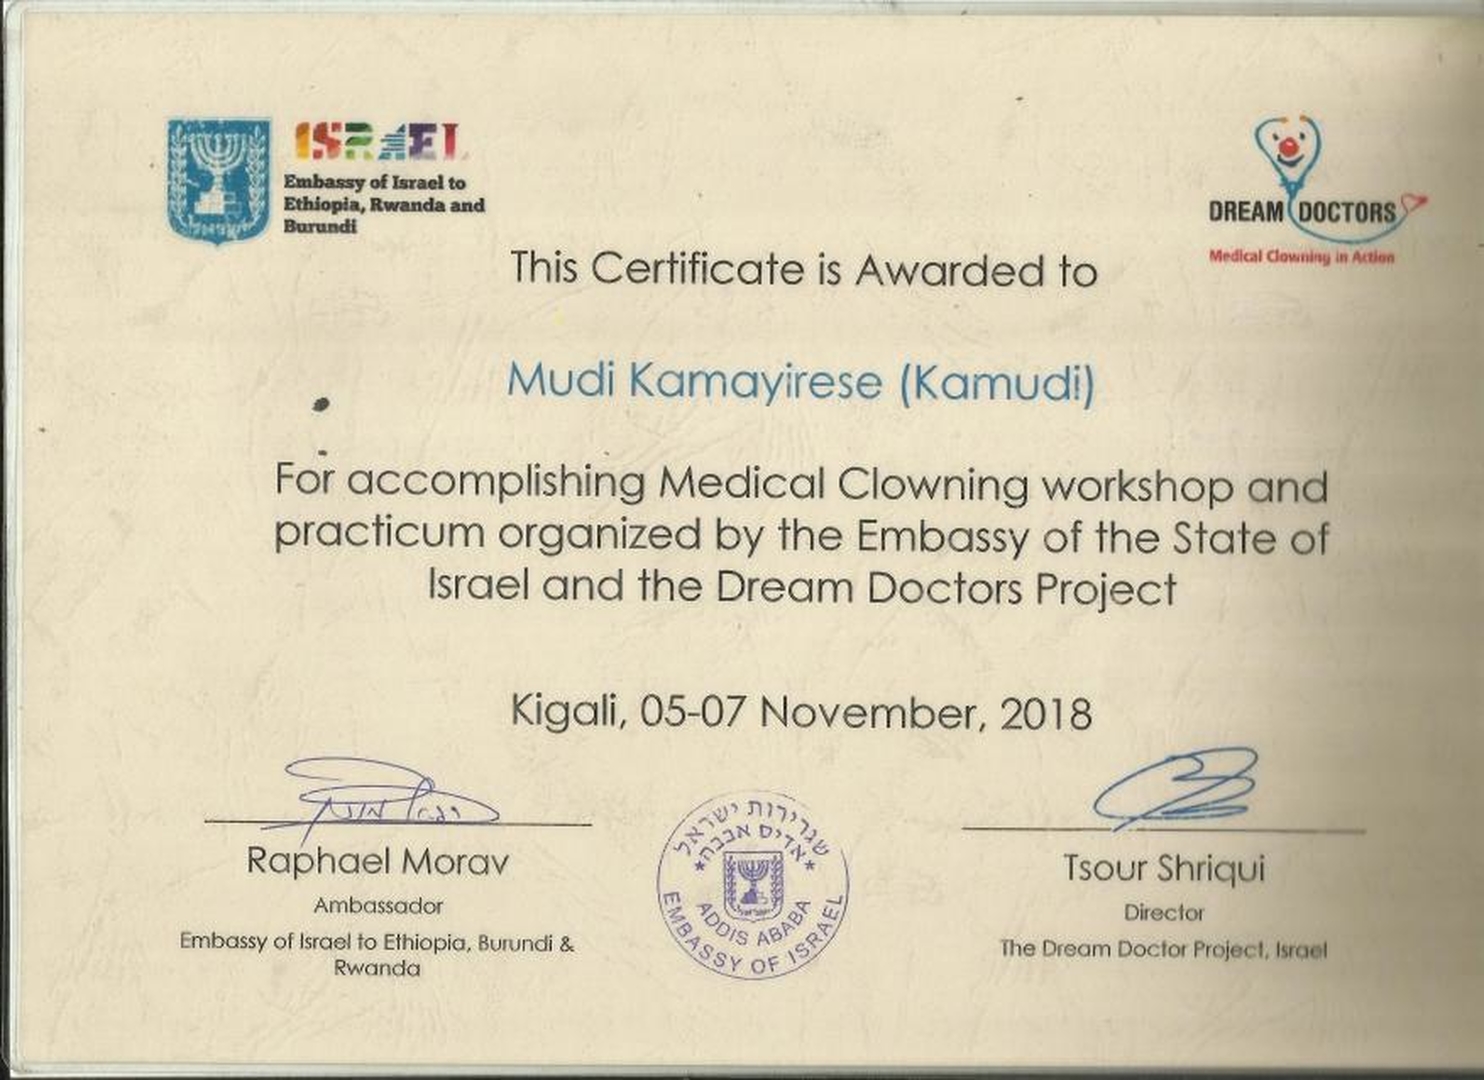 ISRAEL
Embassy of Israel to
Ethiopia, Rwanda and
Burundi
DREAM DOCTORS
Medical Clowning in Action
This Certificate is Awarded to
Mudi Kamayirese (Kamudi)
For accomplishing Medical Clowning workshop and
practicum organized by the Embassy of the State of
Israel and the Dream Doctors Project
Kigali, 05-07 November, 2018
רפאל מורב
Raphael Morav
Ambassador
Embassy of Israel to Ethiopia, Burundi &
Rwanda
שגרירות ישראל
*אדיס אבבה*
ADDIS ABABA
EMBASSY OF ISRAEL
Tsour Shriqui
Director
The Dream Doctor Project, Israel